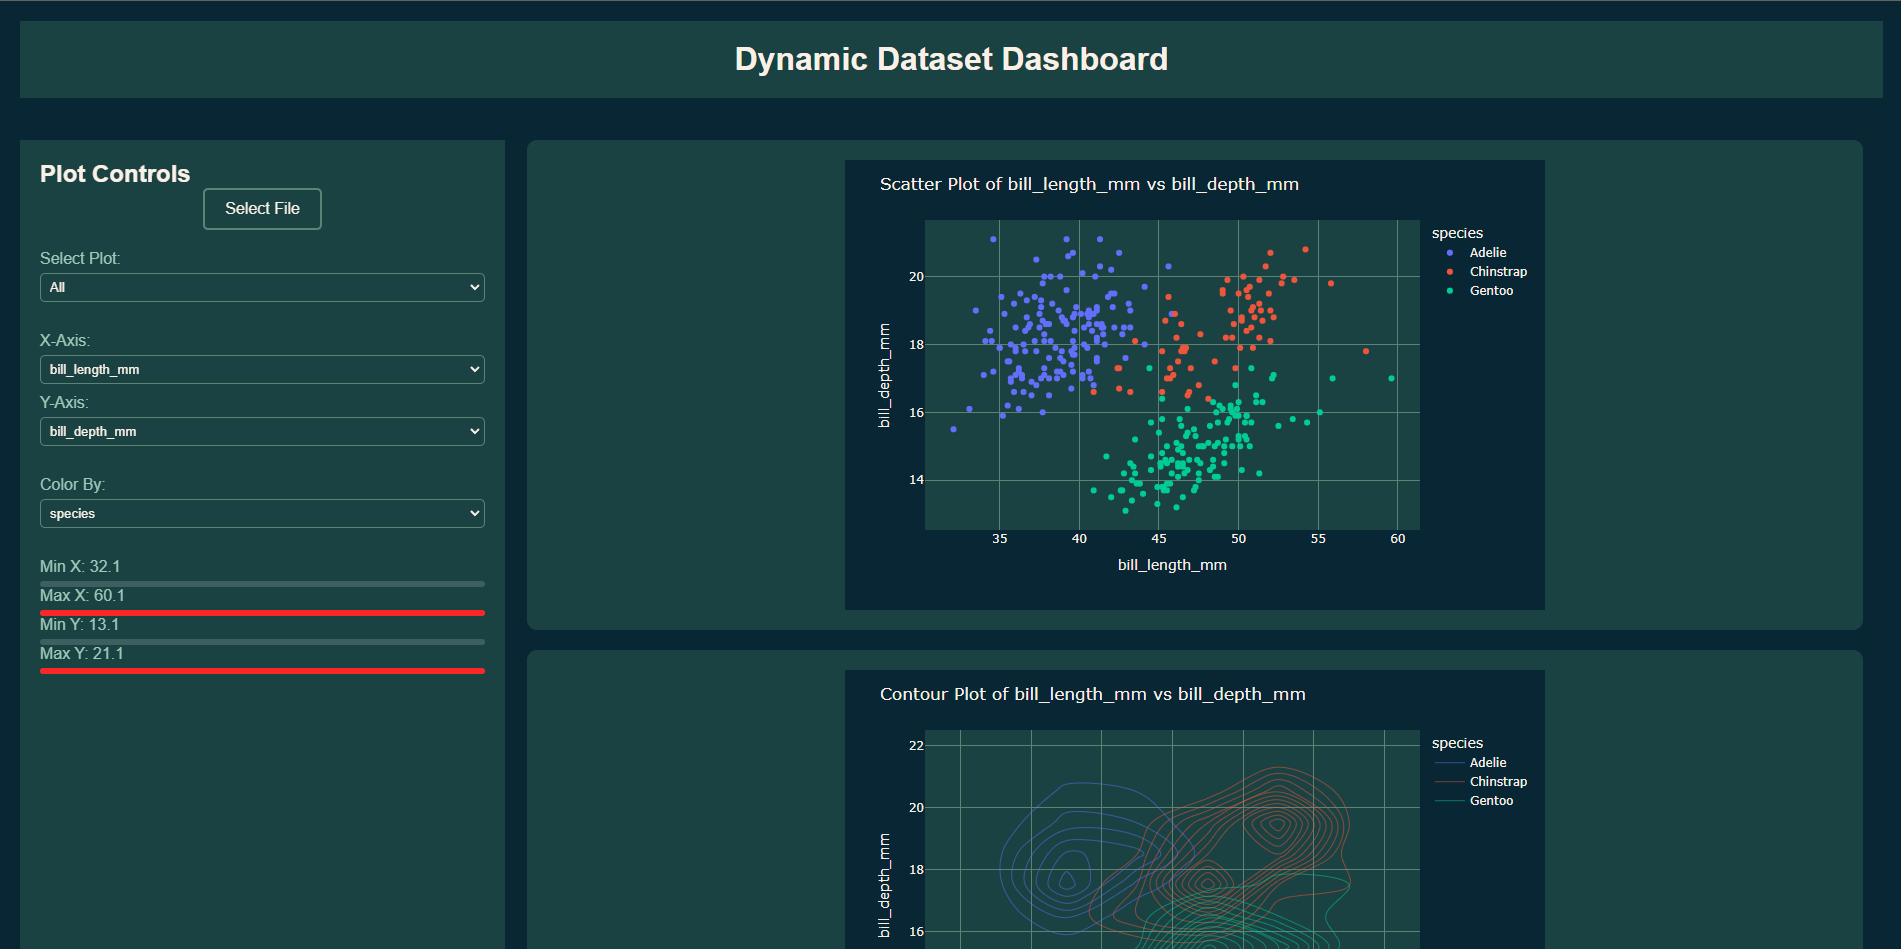 Dynamic Dataset Dashboard
Plot Controls
Select File
Select Plot:
All
X-Axis:
bill_length_mm
Y-Axis:
bill_depth_mm
Color By:
species
Min X: 32.1
Max X: 60.1
Min Y: 13.1
Max Y: 21.1
Scatter Plot of bill_length_mm vs bill_depth_mm
species
Adelie
Chinstrap
Gentoo
20
18
16
14
bill_depth_mm
35 40 45 50 55 60
bill_length_mm
Contour Plot of bill_length_mm vs bill_depth_mm
species
Adelie
Chinstrap
Gentoo
22
20
18
16
bill_depth_mm